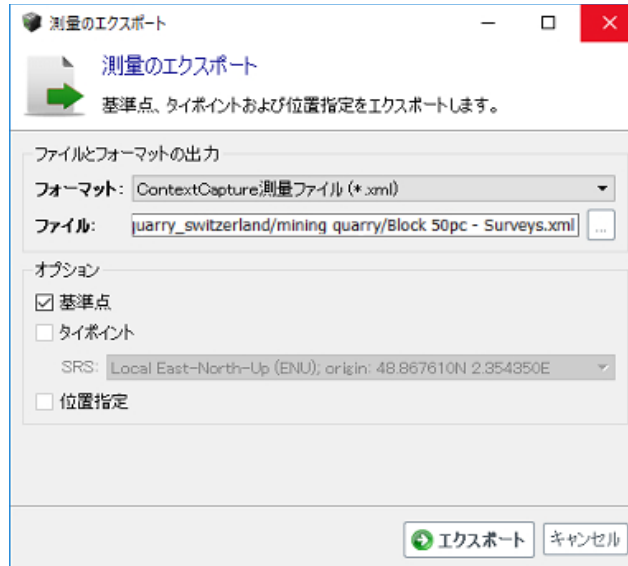 測量のエクスポート
測量のエクスポート
基準点、タイポイントおよび位置指定をエクスポートします。
ファイルとフォーマットの出力
フォーマット: ContextCapture測量ファイル (*.xml)
ファイル: quarry_switzerland/mining quarry/Block 50pc - Surveys.xml ...
オプション
基準点
タイポイント
SRS: Local East-North-Up (ENU); origin: 48.867610N 2.354350E
位置指定
エクスポート キャンセル